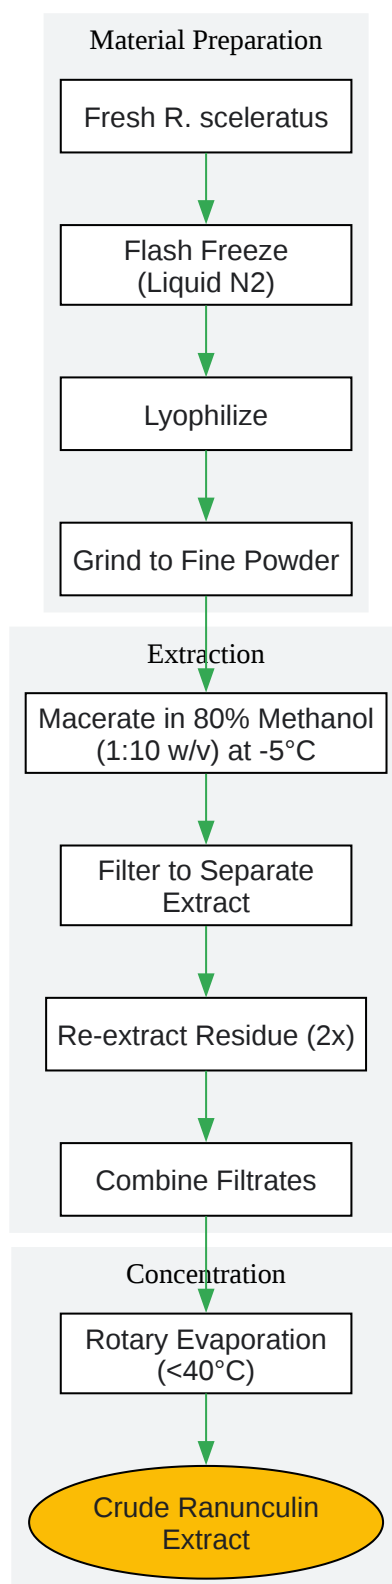 Material Preparation
Fresh R. sceleratus
Flash Freeze
(Liquid N2)
Lyophilize
Grind to Fine Powder
Extraction
Macerate in 80% Methanol
(1:10 w/v) at -5°C
Filter to Separate
Extract
Re-extract Residue (2x)
Combine Filtrates
Concentration
Rotary Evaporation
(<40°C)
Crude Ranunculin
Extract